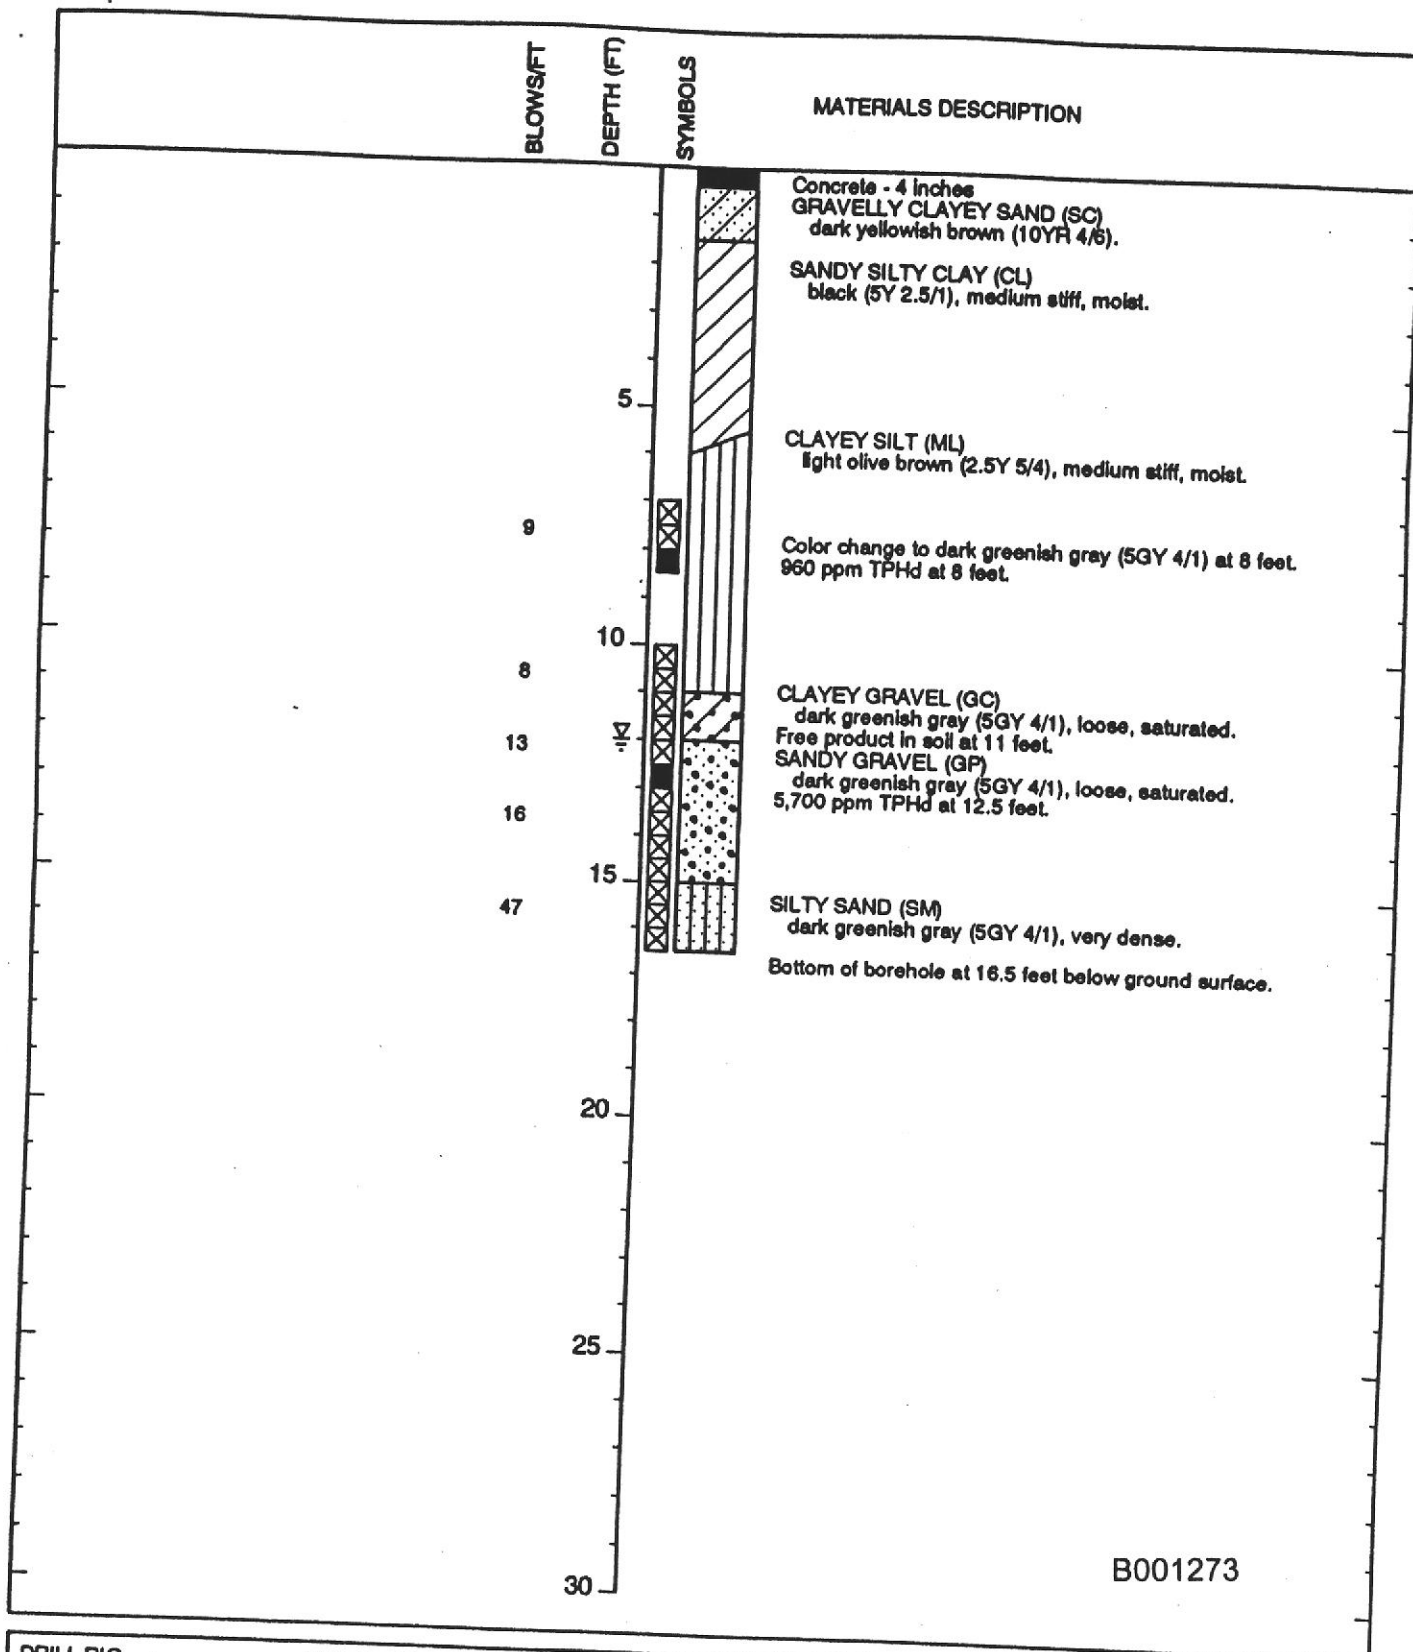 BLOWS/FT
DEPTH (FT)
SYMBOLS
MATERIALS DESCRIPTION
Concrete - 4 inches
GRAVELLY CLAYEY SAND (SC)
dark yellowish brown (10YR 4/6).
SANDY SILTY CLAY (CL)
black (5Y 2.5/1), medium stiff, moist.
5
CLAYEY SILT (ML)
light olive brown (2.5Y 5/4), medium stiff, moist.
9
Color change to dark greenish gray (5GY 4/1) at 8 feet.
960 ppm TPHd at 8 feet.
10
8
CLAYEY GRAVEL (GC)
dark greenish gray (5GY 4/1), loose, saturated.
Free product in soil at 11 feet.
13
SANDY GRAVEL (GP)
dark greenish gray (5GY 4/1), loose, saturated.
5,700 ppm TPHd at 12.5 feet.
16
15
47
SILTY SAND (SM)
dark greenish gray (5GY 4/1), very dense.
Bottom of borehole at 16.5 feet below ground surface.
20
25
30
B001273